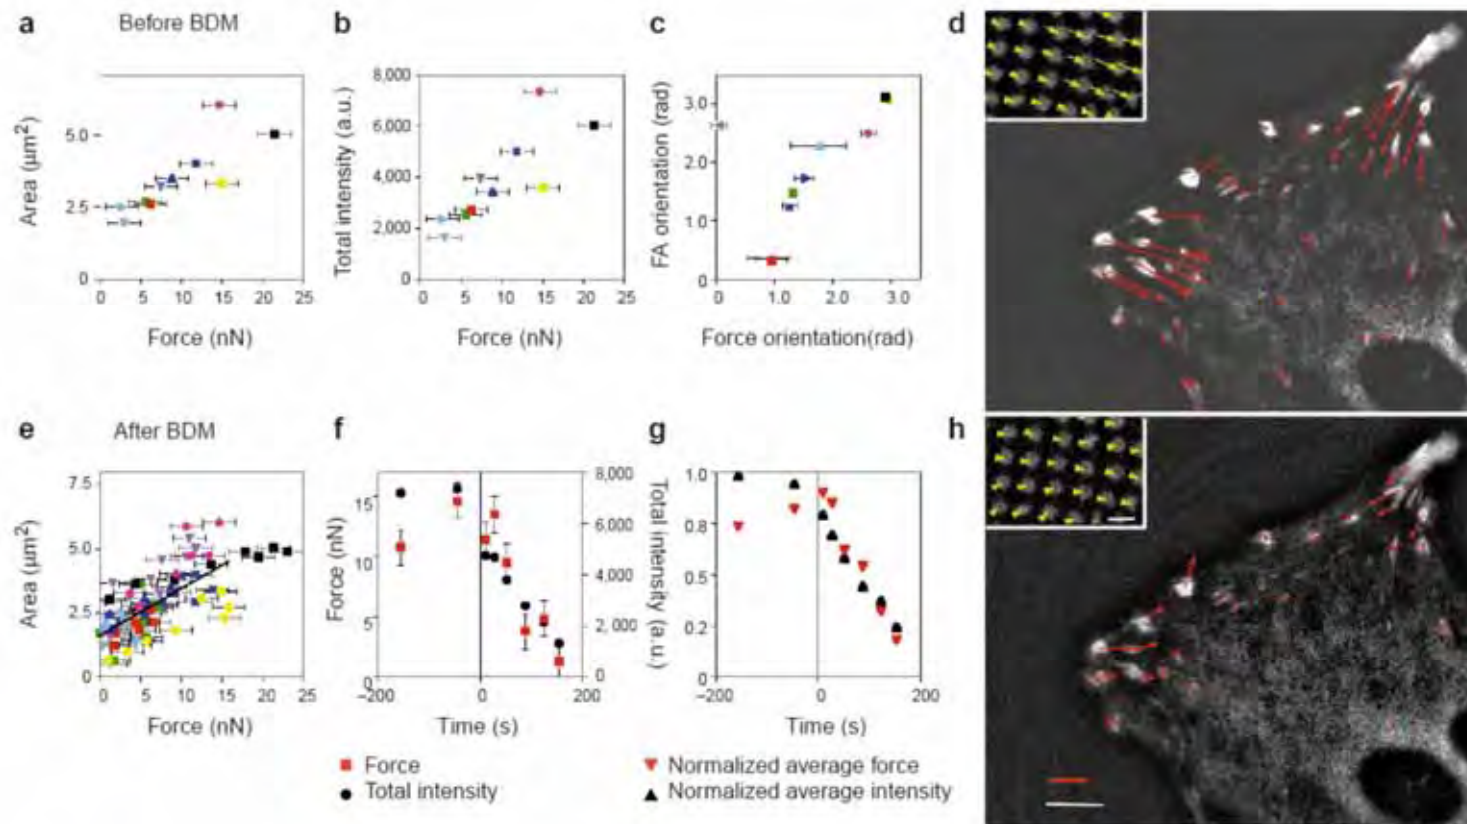 a Before BDM
b
c
d
Area (µm²)
5.0
2.5
0
0 5 10 15 20 25
Force (nN)
Total intensity (a.u.)
8,000
6,000
4,000
2,000
0
0 5 10 15 20 25
Force (nN)
FA orientation (rad)
3.0
2.0
1.0
0
0 1.0 2.0 3.0
Force orientation(rad)
e After BDM
f
g
h
Area (µm²)
7.5
5.0
2.5
0
0 5 10 15 20 25
Force (nN)
Force (nN)
15
10
5
0
8,000
6,000
4,000
2,000
0
Total intensity (a.u.)
–200 0 200
Time (s)
1.0
0.8
0.5
0.2
0
–200 0 200
Time (s)
Force
Total intensity
Normalized average force
Normalized average intensity